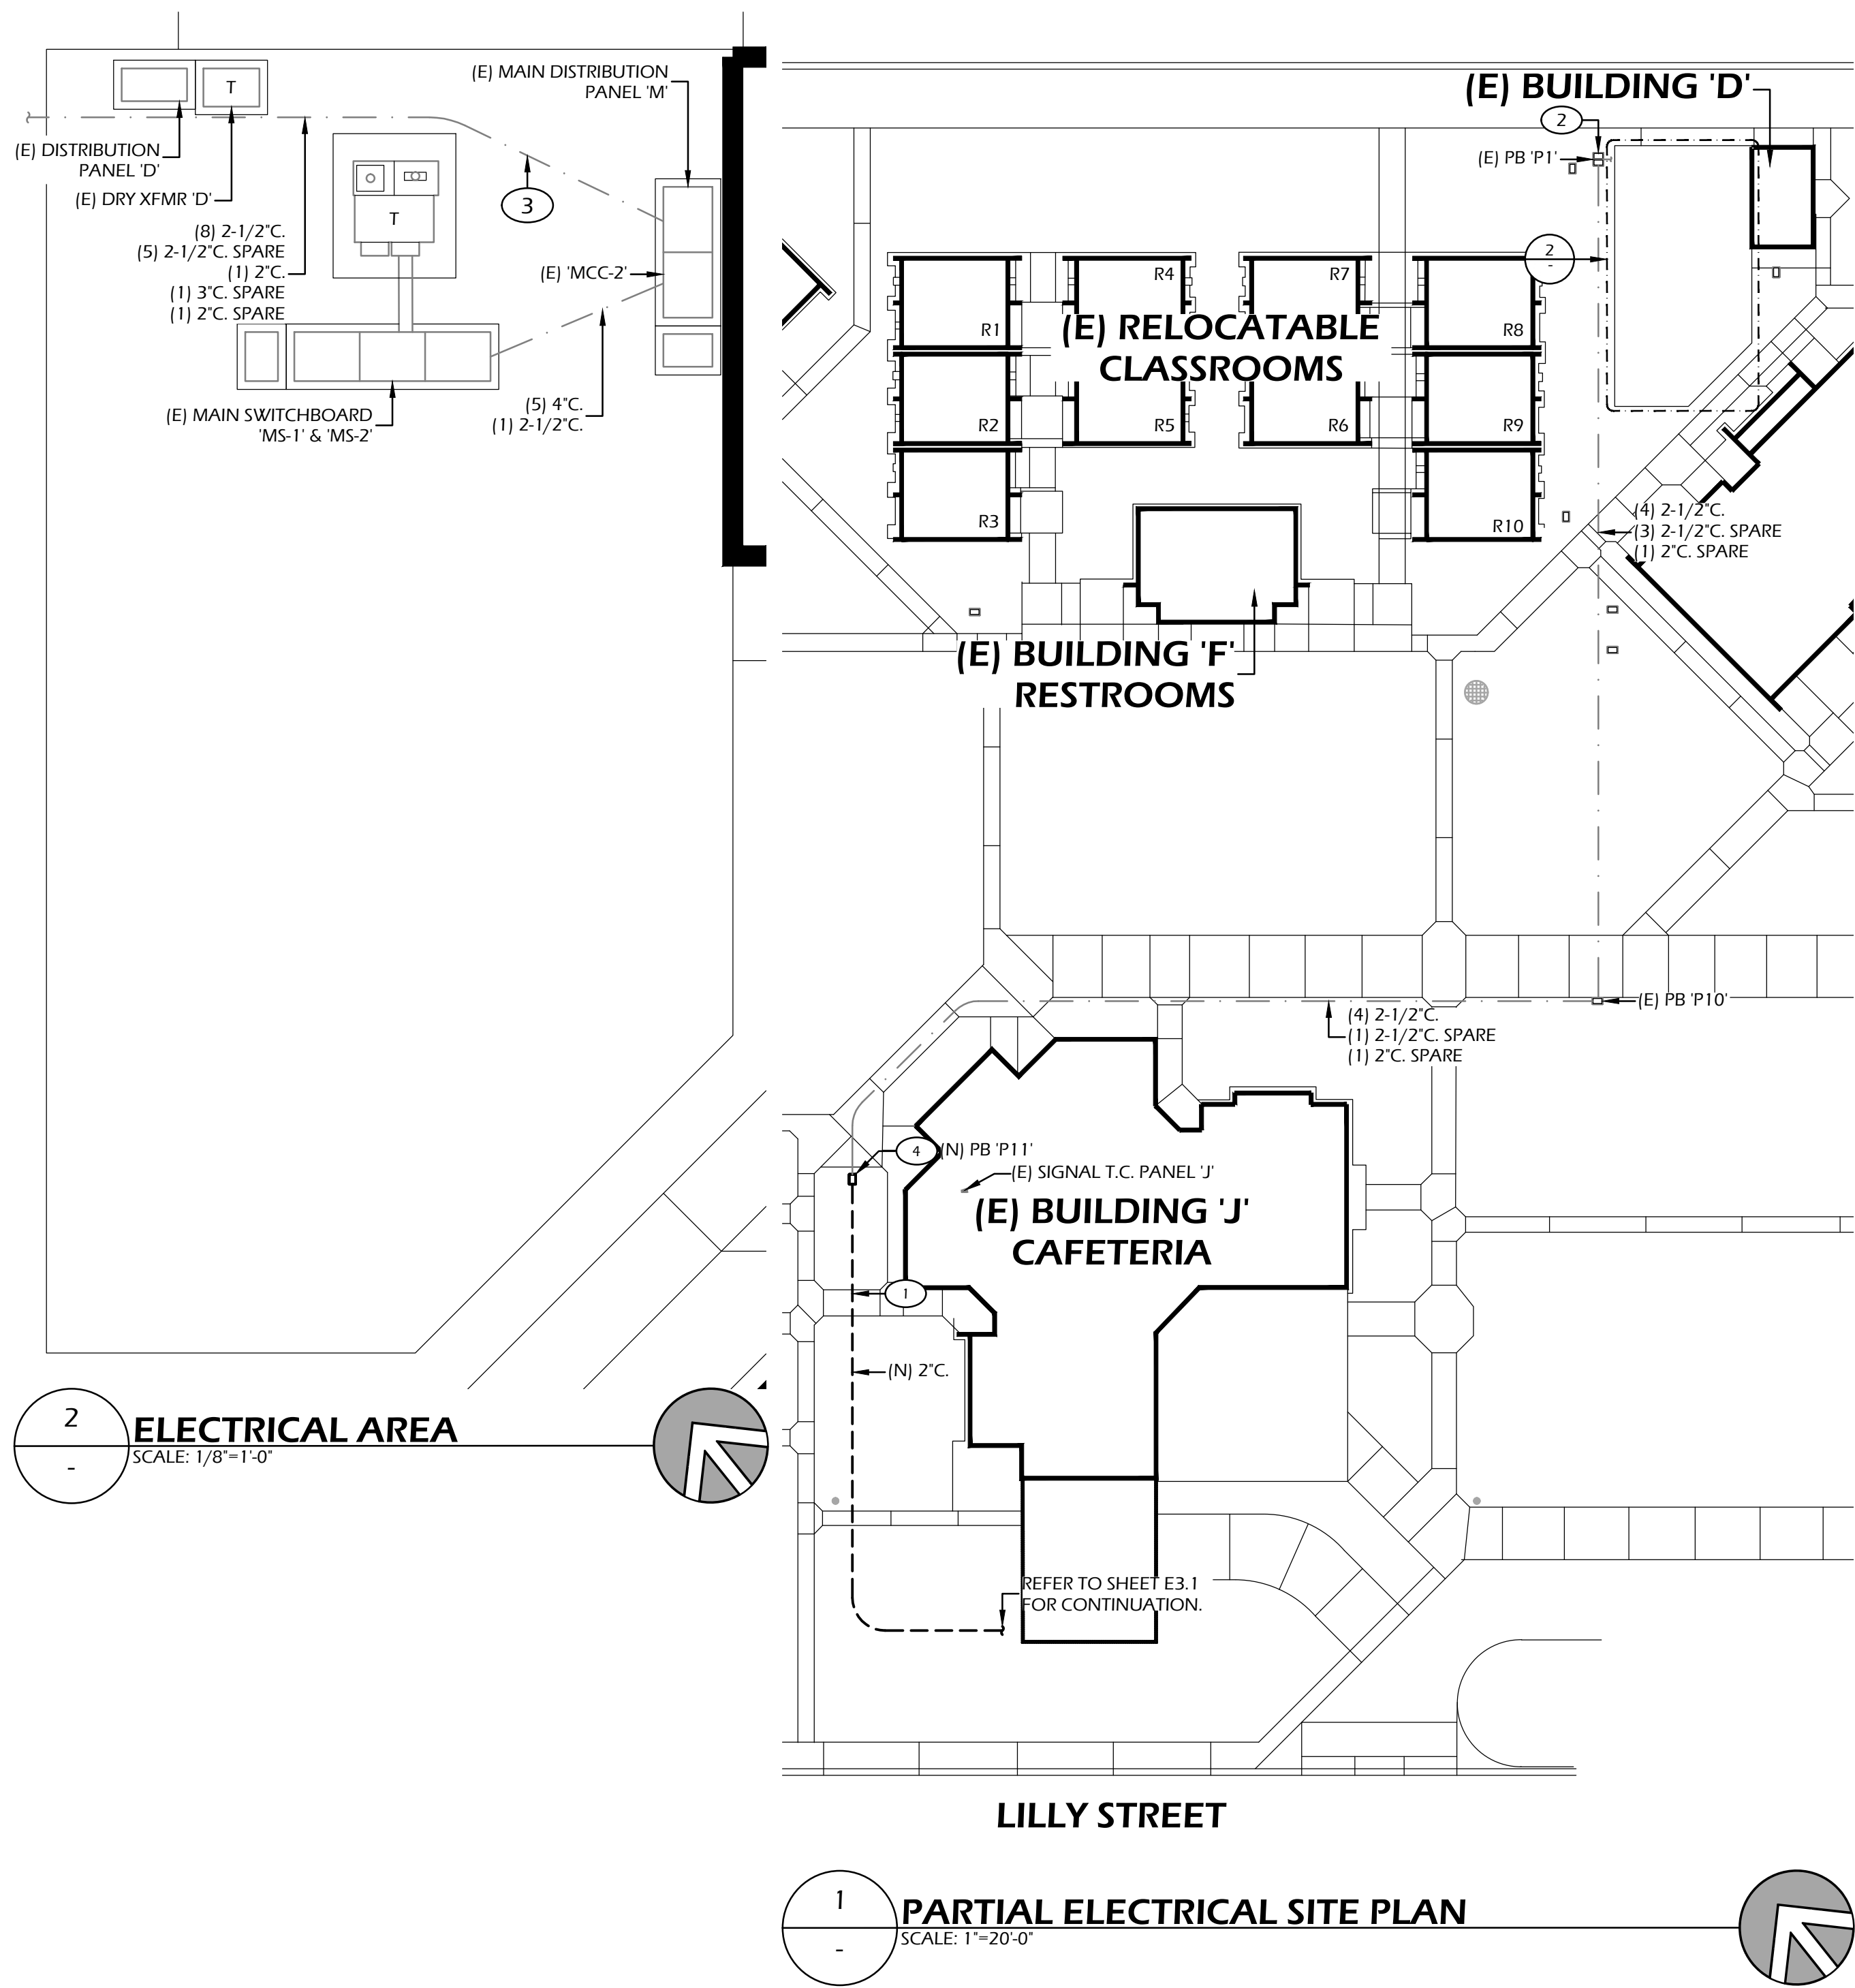 (E) MAIN DISTRIBUTION
PANEL 'M'
T
(E) DISTRIBUTION
PANEL 'D'
(E) DRY XFMR 'D'
T
3
(8) 2-1/2"C.
(5) 2-1/2"C. SPARE
(1) 2"C.
(1) 3"C. SPARE
(1) 2"C. SPARE
(E) 'MCC-2'
(E) MAIN SWITCHBOARD
'MS-1' & 'MS-2'
(5) 4"C.
(1) 2-1/2"C.
2
-
ELECTRICAL AREA
SCALE: 1/8"=1'-0"
(E) BUILDING 'D'
2
(E) PB 'P1'
2
-
R4
R7
R1
R8
(E) RELOCATABLE
CLASSROOMS
R2
R5
R6
R9
R3
R10
(4) 2-1/2"C.
(3) 2-1/2"C. SPARE
(1) 2"C. SPARE
(E) BUILDING 'F'
RESTROOMS
(E) PB 'P10'
(4) 2-1/2"C.
(1) 2-1/2"C. SPARE
(1) 2"C. SPARE
4
(N) PB 'P11'
(E) SIGNAL T.C. PANEL 'J'
(E) BUILDING 'J'
CAFETERIA
1
(N) 2"C.
REFER TO SHEET E3.1
FOR CONTINUATION.
LILLY STREET
1
-
PARTIAL ELECTRICAL SITE PLAN
SCALE: 1"=20'-0"